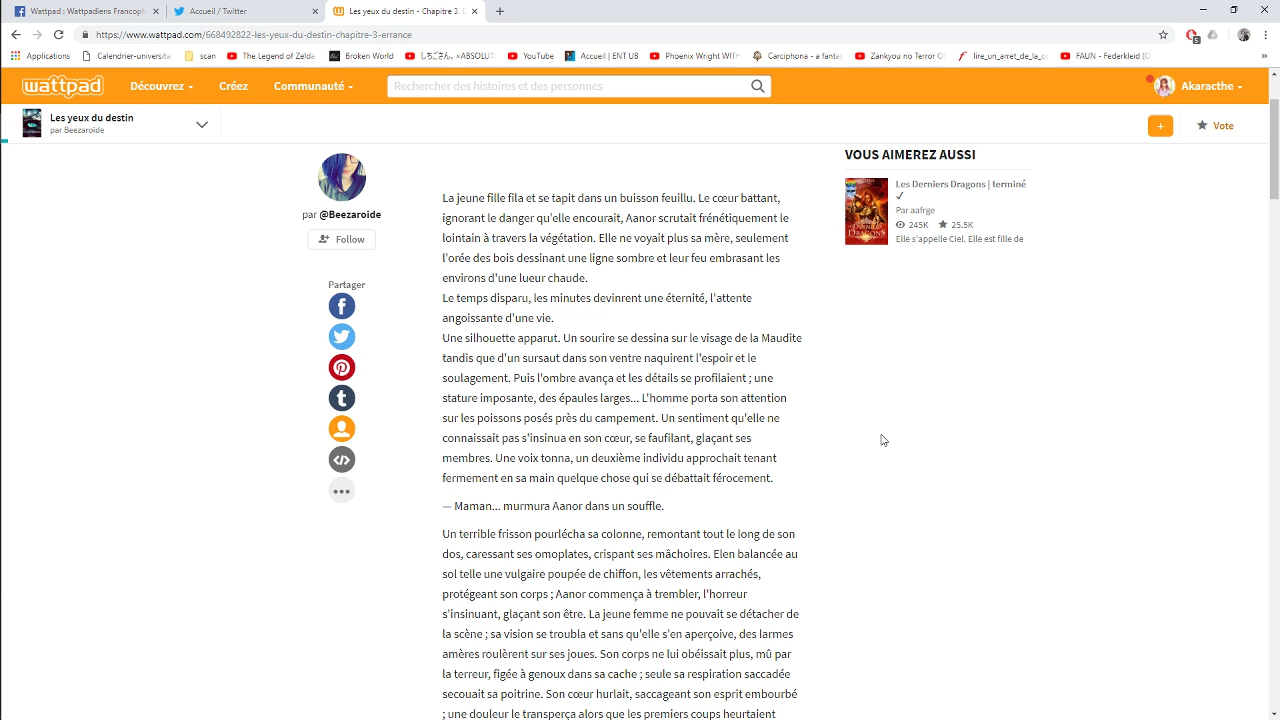 Wattpad : Wattpadiens Francoph
Accueil / Twitter
Les yeux du destin - Chapitre 3.
https://www.wattpad.com/668492822-les-yeux-du-destin-chapitre-3-errance
Applications
Calendrier-universita
scan
The Legend of Zelda
Broken World
×ABSOLUT
YouTube
Accueil | ENT UB
Phoenix Wright WITH
Carciphona - a fantas
Zankyou no Terror OS
lire_un_arret_de_la_cc
FAUN - Federkleid (O
»
wattpad
Découvrez
Créez
Communauté
Rechercher des histoires et des personnes
Akaracthe
Les yeux du destin
par Beezaroide
+
Vote
par @Beezaroide
Follow
Partager
La jeune fille fila et se tapit dans un buisson feuillu. Le cœur battant,
ignorant le danger qu'elle encourait, Aanor scrutait frénétiquement le
lointain à travers la végétation. Elle ne voyait plus sa mère, seulement
l'orée des bois dessinant une ligne sombre et leur feu embrasant les
environs d'une lueur chaude.
Le temps disparu, les minutes devinrent une éternité, l'attente
angoissante d'une vie.
Une silhouette apparut. Un sourire se dessina sur le visage de la Maudite
tandis que d'un sursaut dans son ventre naquirent l'espoir et le
soulagement. Puis l'ombre avança et les détails se profilaient ; une
stature imposante, des épaules larges... L'homme porta son attention
sur les poissons posés près du campement. Un sentiment qu'elle ne
connaissait pas s'insinua en son cœur, se faufilant, glaçant ses
membres. Une voix tonna, un deuxième individu approchait tenant
fermement en sa main quelque chose qui se débattait férocement.
— Maman... murmura Aanor dans un souffle.
Un terrible frisson pourlécha sa colonne, remontant tout le long de son
dos, caressant ses omoplates, crispant ses mâchoires. Elen balancée au
sol telle une vulgaire poupée de chiffon, les vêtements arrachés,
protégeant son corps ; Aanor commença à trembler, l'horreur
s'insinuant, glaçant son être. La jeune femme ne pouvait se détacher de
la scène ; sa vision se troubla et sans qu'elle s'en aperçoive, des larmes
amères roulèrent sur ses joues. Son corps ne lui obéissait plus, mû par
la terreur, figée à genoux dans sa cache ; seule sa respiration saccadée
secouait sa poitrine. Son cœur hurlait, saccageant son esprit embourbé
; une douleur le transperça alors que les premiers coups heurtaient
VOUS AIMEREZ AUSSI
Les Derniers Dragons | terminé
✓
Par aafrge
245K 25,5K
Elle s'appelle Ciel. Elle est fille de